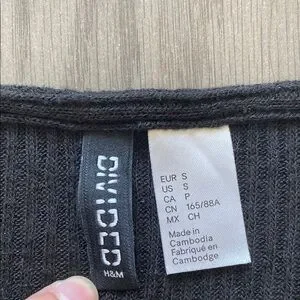 DIVIDED
H&M
EUR S
US S
CA P
CN 165/88A
MX CH
Made in
Cambodia
Fabriqué en
Cambodge